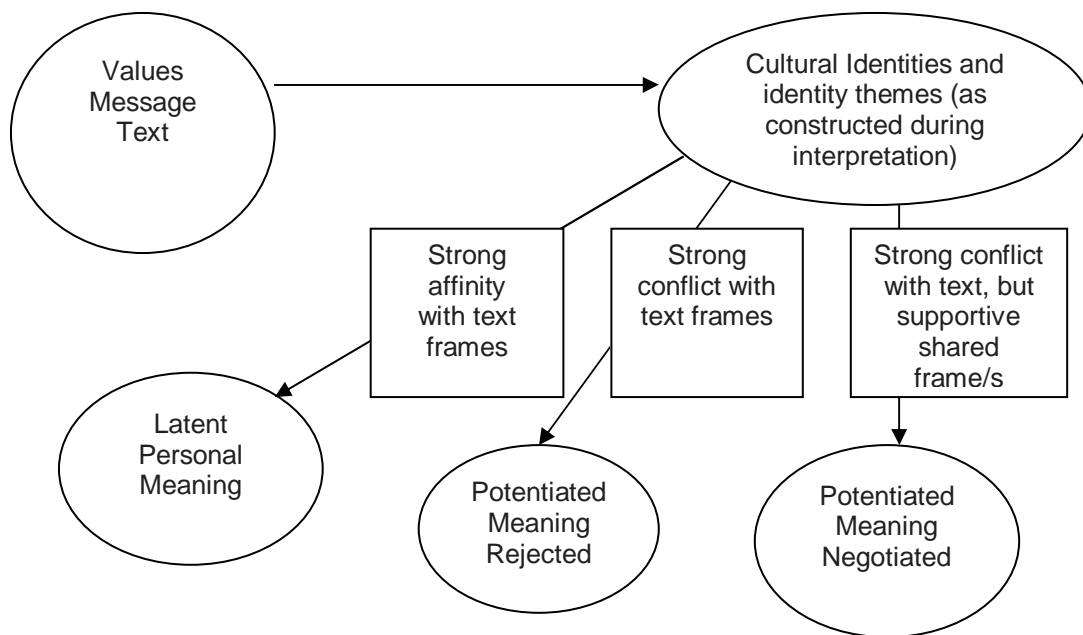 Values
Message
Text
Cultural Identities and
identity themes (as
constructed during
interpretation)
Strong
affinity
with text
frames
Strong
conflict with
text frames
Strong conflict
with text, but
supportive
shared
frame/s
Latent
Personal
Meaning
Potentiated
Meaning
Rejected
Potentiated
Meaning
Negotiated